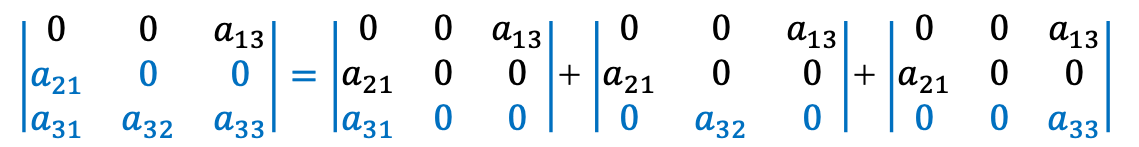 |0 0 a₁₃| |0 0 a₁₃| |0 0 a₁₃| |0 0 a₁₃|
|a₂₁ 0 0| = |a₂₁ 0 0| + |a₂₁ 0 0| + |a₂₁ 0 0|
|a₃₁ a₃₂ a₃₃| |a₃₁ 0 0| |0 a₃₂ 0| |0 0 a₃₃|